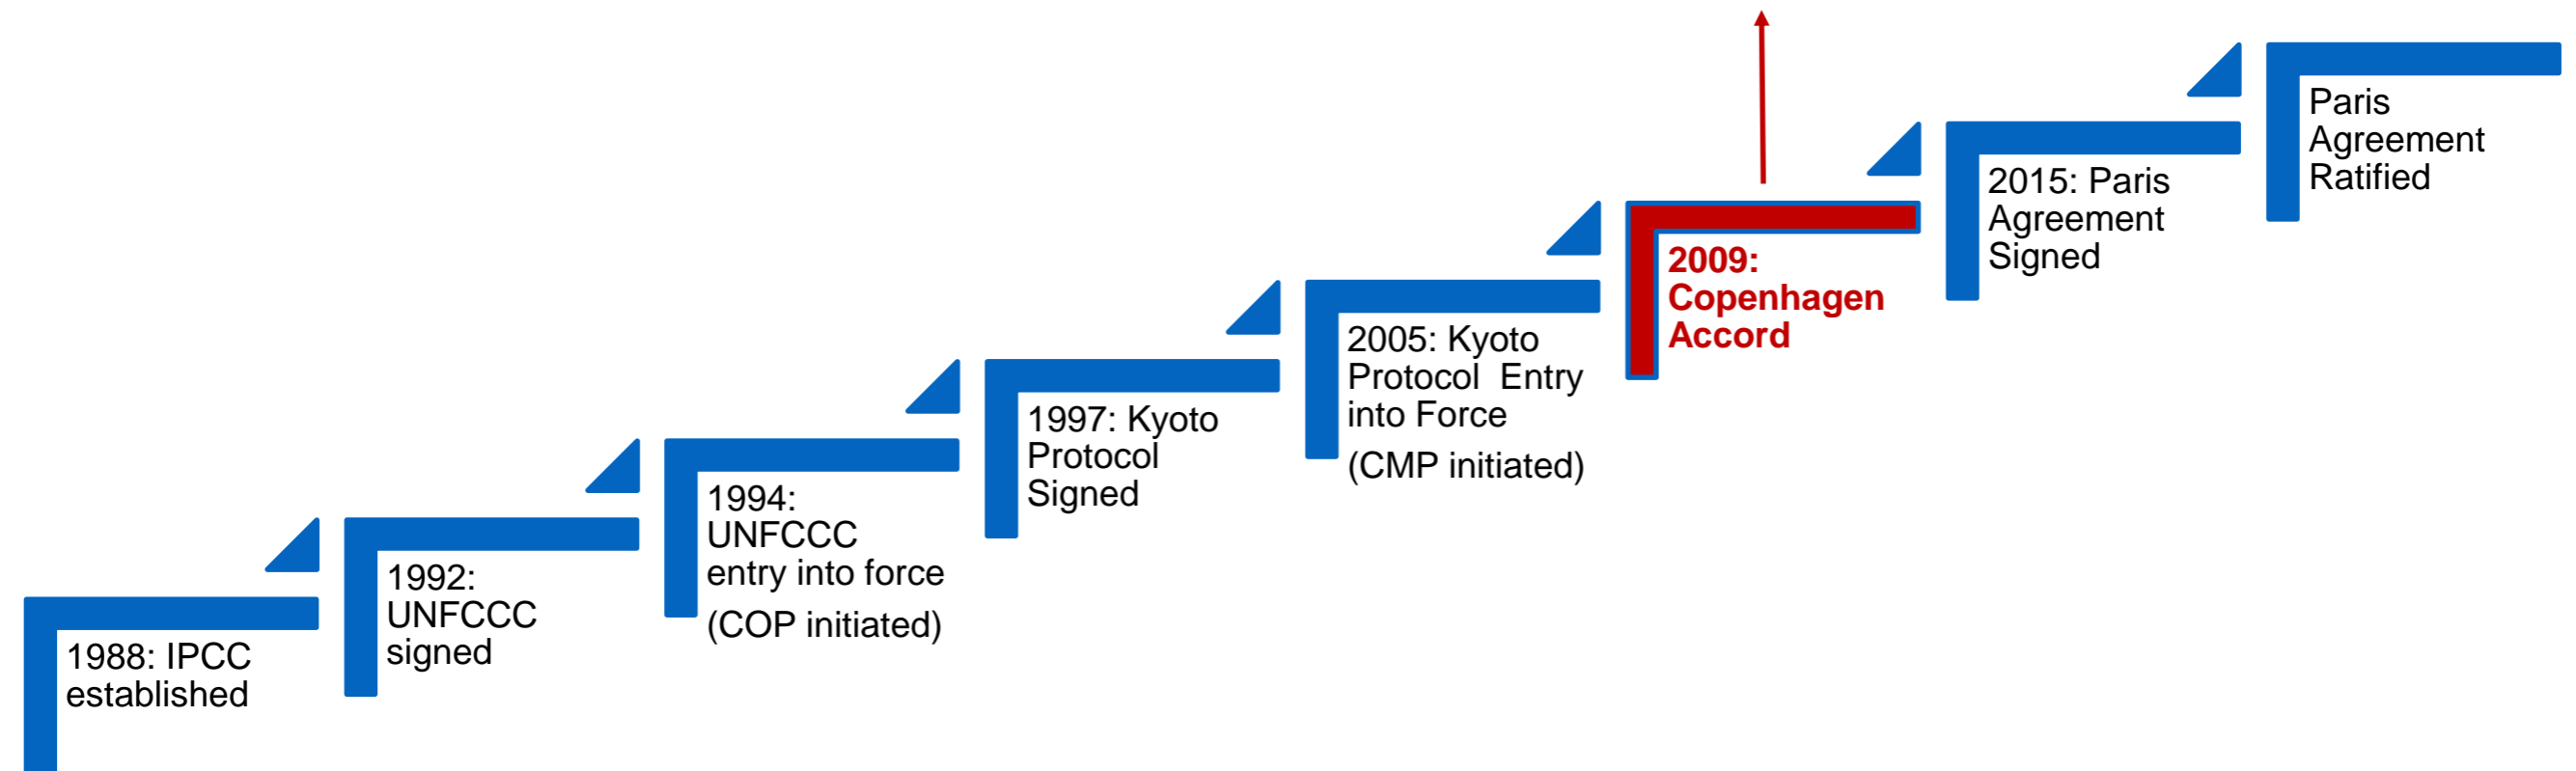 1988: IPCC
established
1992:
UNFCCC
signed
1994:
UNFCCC
entry into force
(COP initiated)
1997: Kyoto
Protocol
Signed
2005: Kyoto
Protocol  Entry
into Force
(CMP initiated)
2009:
Copenhagen
Accord
2015: Paris
Agreement
Signed
Paris
Agreement
Ratified